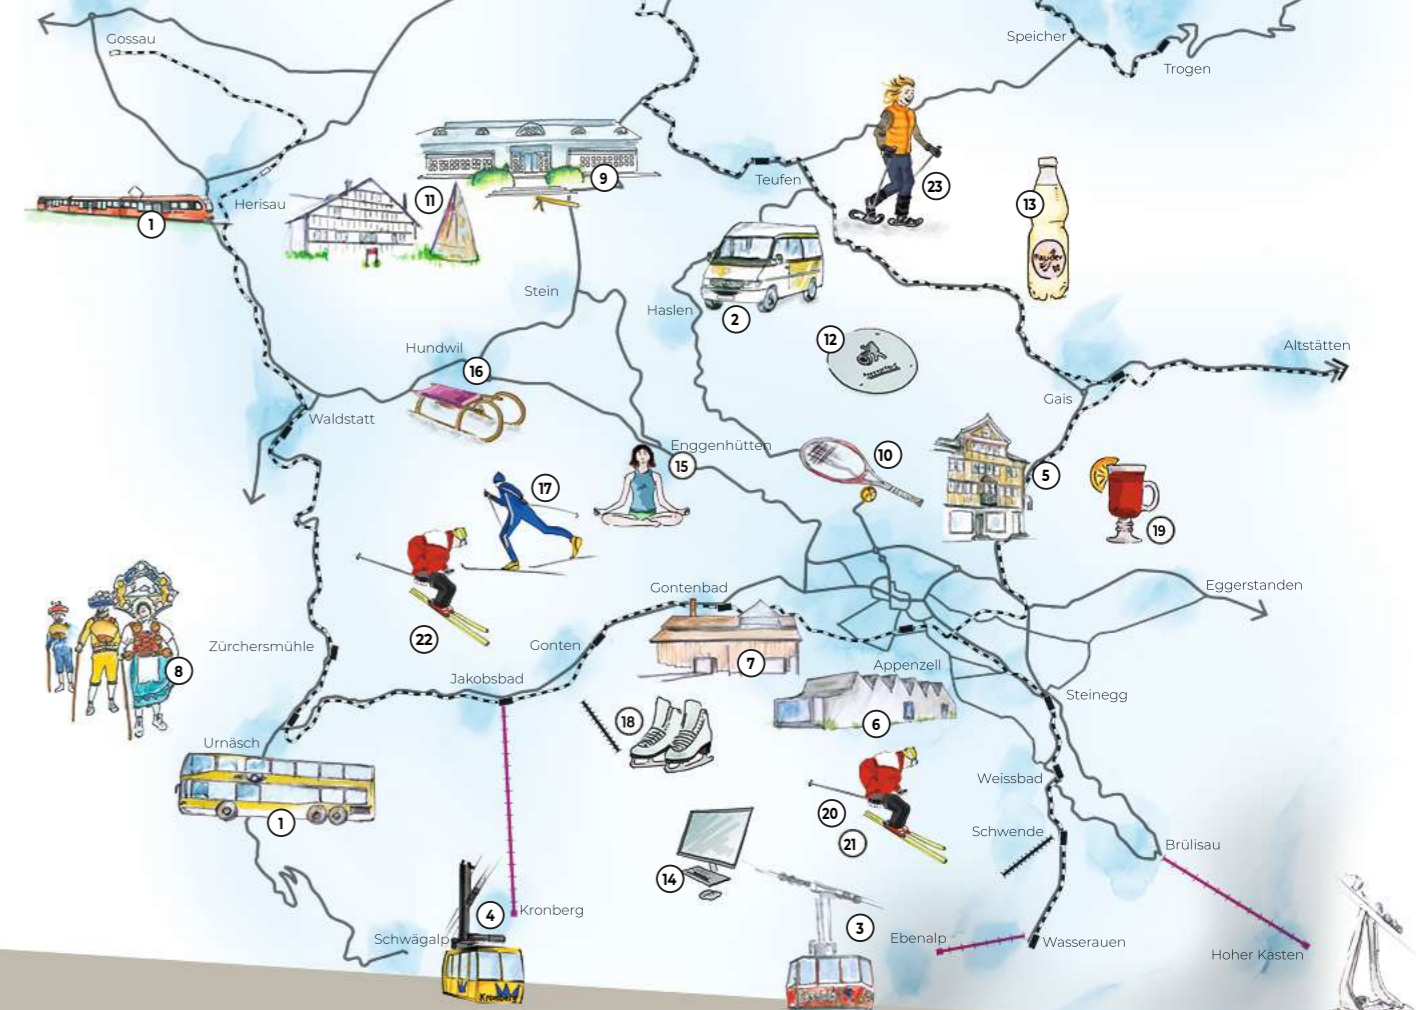 Gossau
Speicher
Trogen
Herisau
Teufen
1
11
9
23
13
flauder
Stein
Haslen
2
12
Hundwil
16
Altstätten
Gais
Waldstatt
Enggenhütten
15
10
5
17
19
22
Gontenbad
Eggerstanden
Zürchersmühle
8
Gonten
7
Appenzell
Jakobsbad
Steinegg
18
6
Urnäsch
Weissbad
1
20
21
Schwende
Brülisau
14
4
Kronberg
3
Schwägalp
Ebenalp
Wasserauen
Hoher Kasten
Kronberg